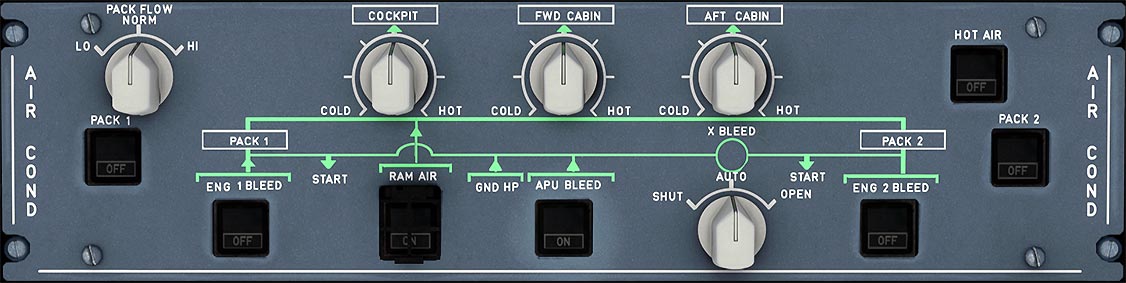 PACK FLOW
NORM
LO
HI
COCKPIT
FWD CABIN
AFT CABIN
HOT AIR
OFF
AIR COND
AIR COND
COLD
HOT
COLD
HOT
COLD
HOT
PACK 1
OFF
PACK 1
X BLEED
PACK 2
PACK 2
OFF
START
RAM AIR
GND HP
APU BLEED
AUTO
START
ENG 1 BLEED
ENG 2 BLEED
SHUT
OPEN
OFF
ON
ON
OFF